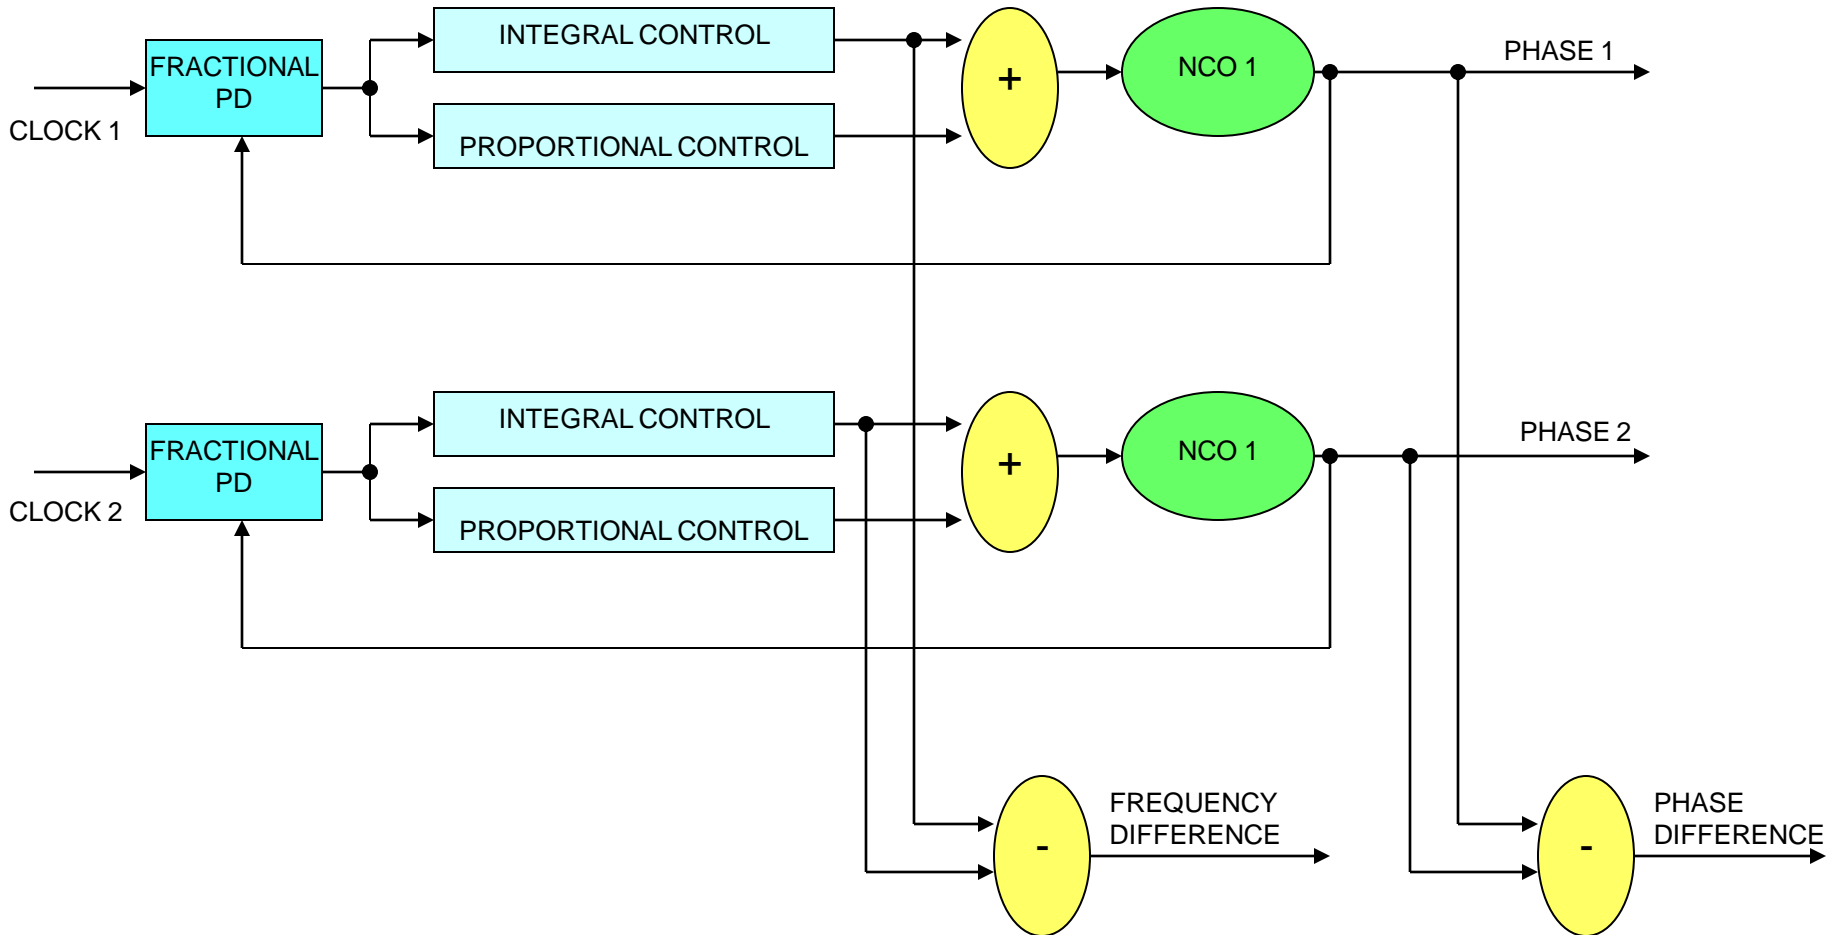 CLOCK 1
FRACTIONAL
PD
INTEGRAL CONTROL
PROPORTIONAL CONTROL
+
NCO 1
PHASE 1
CLOCK 2
FRACTIONAL
PD
INTEGRAL CONTROL
PROPORTIONAL CONTROL
+
NCO 1
PHASE 2
-
FREQUENCY
DIFFERENCE
-
PHASE
DIFFERENCE